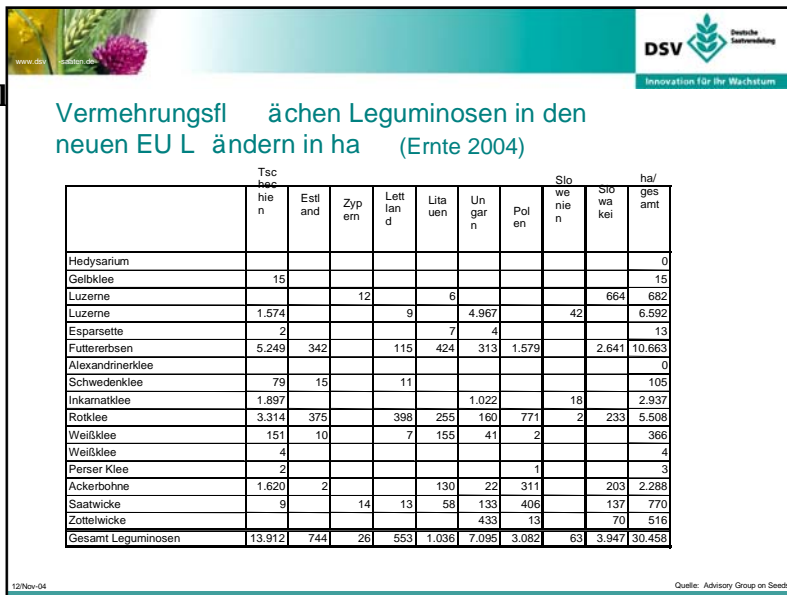 www.dsv -saaten.de
DSV
Deutsche
Saatveredelung
Innovation für Ihr Wachstum
l
Vermehrungsfl ächen Leguminosen in den
neuen EU L ändern in ha (Ernte 2004)
Tsc hec hie n Estl and Zyp ern Lett lan d Lita uen Un gar n Pol en Slo we nie n Slo wa kei ha/ ges amt
Hedysarium 0
Gelbklee 15 15
Luzerne 12 6 664 682
Luzerne 1.574 9 4.967 42 6.592
Esparsette 2 7 4 13
Futtererbsen 5.249 342 115 424 313 1.579 2.641 10.663
Alexandrinerklee 0
Schwedenklee 79 15 11 105
Inkarnatklee 1.897 1.022 18 2.937
Rotklee 3.314 375 398 255 160 771 2 233 5.508
Weißklee 151 10 7 155 41 2 366
Weißklee 4 4
Perser Klee 2 1 3
Ackerbohne 1.620 2 130 22 311 203 2.288
Saatwicke 9 14 13 58 133 406 137 770
Zottelwicke 433 13 70 516
Gesamt Leguminosen 13.912 744 26 553 1.036 7.095 3.082 63 3.947 30.458
12/Nov-04
Quelle: Advisory Group on Seeds